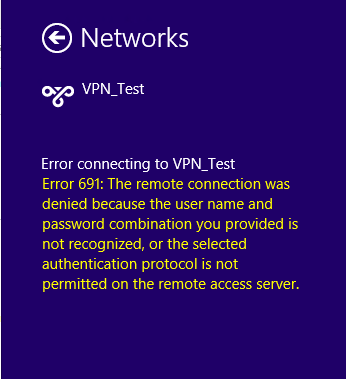 Networks
VPN_Test
Error connecting to VPN_Test
Error 691: The remote connection was
denied because the user name and
password combination you provided is
not recognized, or the selected
authentication protocol is not
permitted on the remote access server.